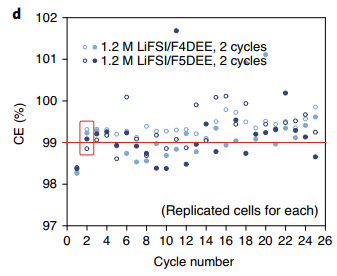 d
102
1.2 M LiFSI/F4DEE, 2 cycles
1.2 M LiFSI/F5DEE, 2 cycles
101
100
CE (%)
99
98
(Replicated cells for each)
97
0 2 4 6 8 10 12 14 16 18 20 22 24 26
Cycle number